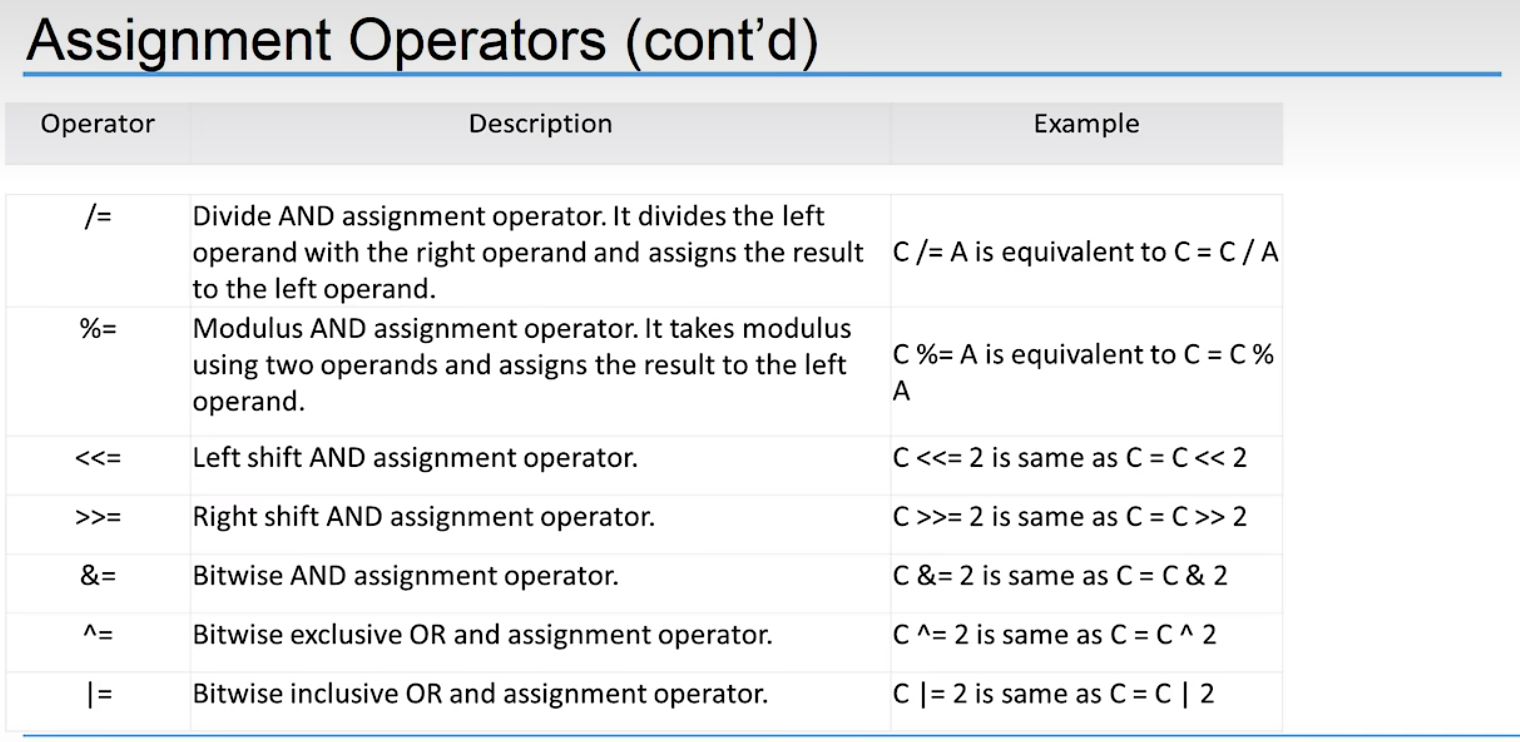 Assignment Operators (cont’d)
Operator Description Example
/= Divide AND assignment operator. It divides the left
operand with the right operand and assigns the result
to the left operand.
C /= A is equivalent to C = C / A
%= Modulus AND assignment operator. It takes modulus
using two operands and assigns the result to the left
operand.
C %= A is equivalent to C = C %
A
<<= Left shift AND assignment operator. C <<= 2 is same as C = C << 2
>>= Right shift AND assignment operator. C >>= 2 is same as C = C >> 2
&= Bitwise AND assignment operator. C &= 2 is same as C = C & 2
^= Bitwise exclusive OR and assignment operator. C ^= 2 is same as C = C ^ 2
|= Bitwise inclusive OR and assignment operator. C |= 2 is same as C = C | 2